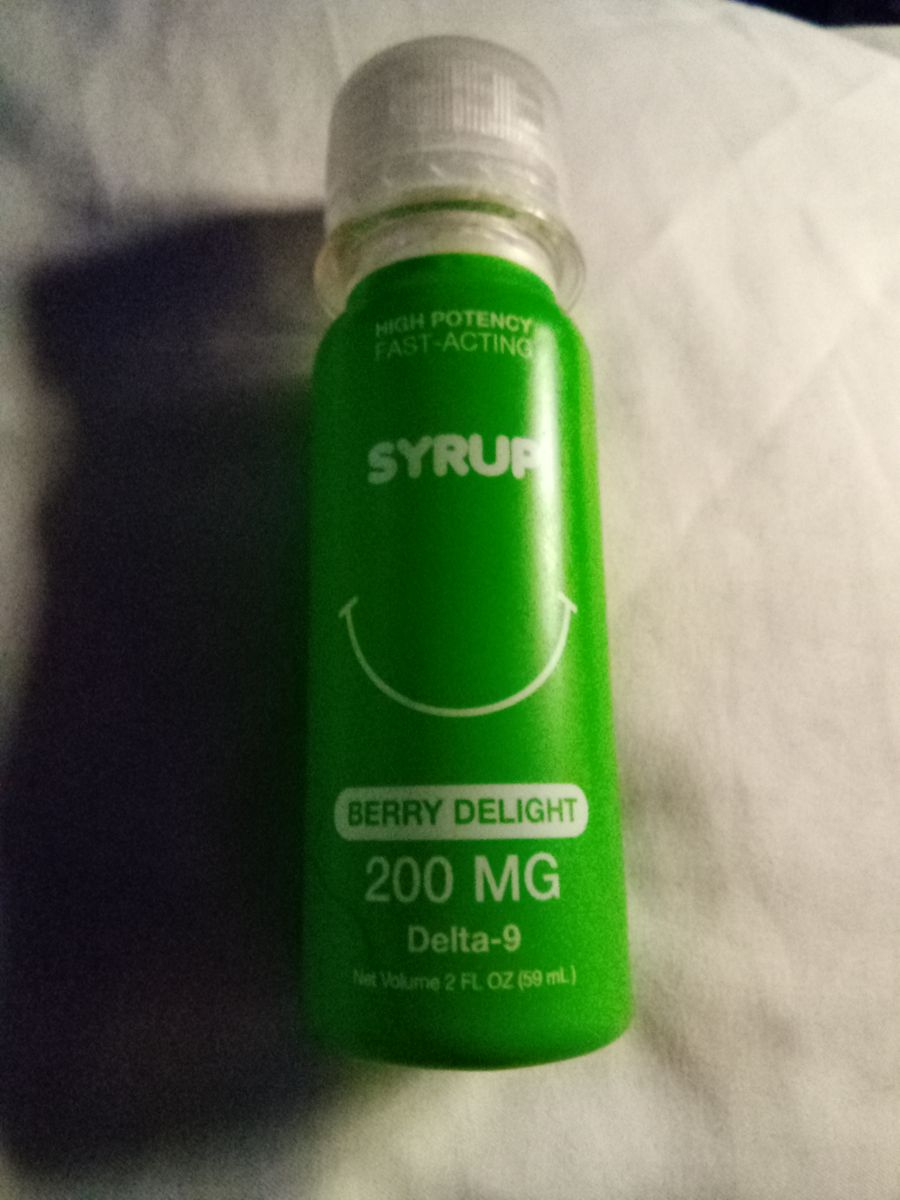 HIGH POTENCY
FAST-ACTING
SYRUP
BERRY DELIGHT
200 MG
Delta-9
Net Volume 2 FL OZ (59 mL)